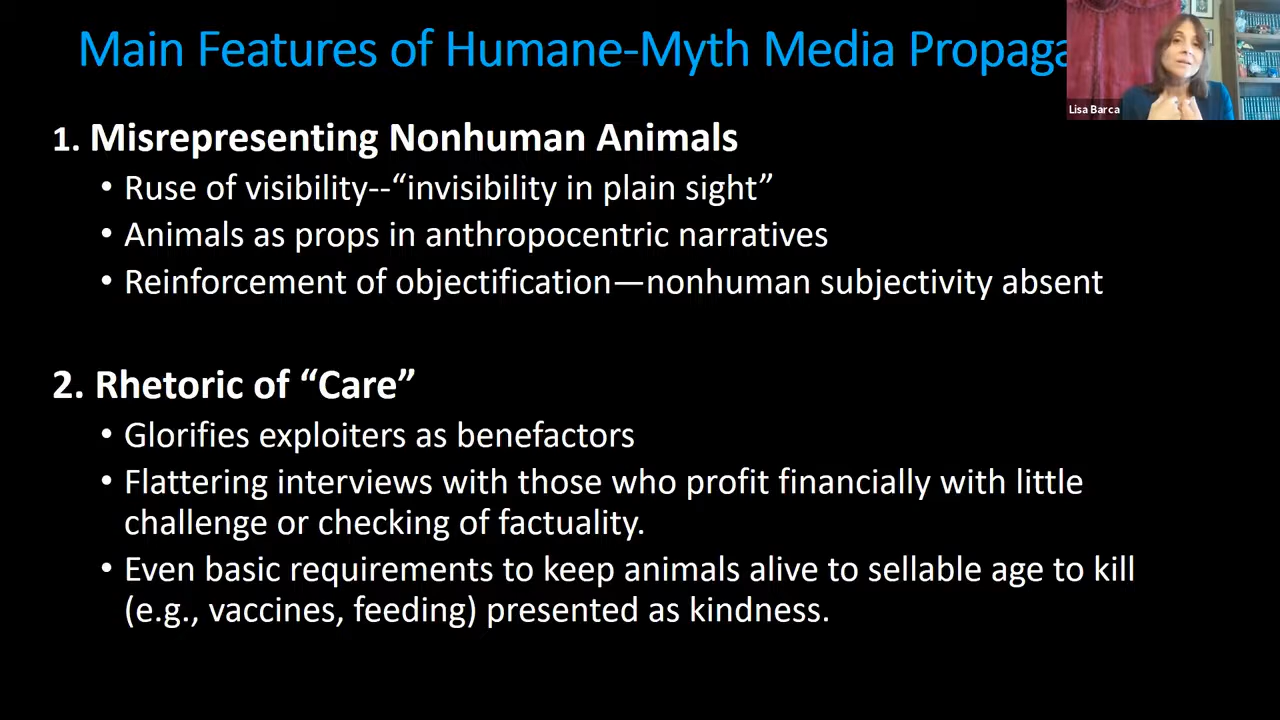 Main Features of Humane-Myth Media Propaga
Lisa Barca
1. Misrepresenting Nonhuman Animals
• Ruse of visibility--“invisibility in plain sight”
• Animals as props in anthropocentric narratives
• Reinforcement of objectification—nonhuman subjectivity absent
2. Rhetoric of “Care”
• Glorifies exploiters as benefactors
• Flattering interviews with those who profit financially with little
challenge or checking of factuality.
• Even basic requirements to keep animals alive to sellable age to kill
(e.g., vaccines, feeding) presented as kindness.